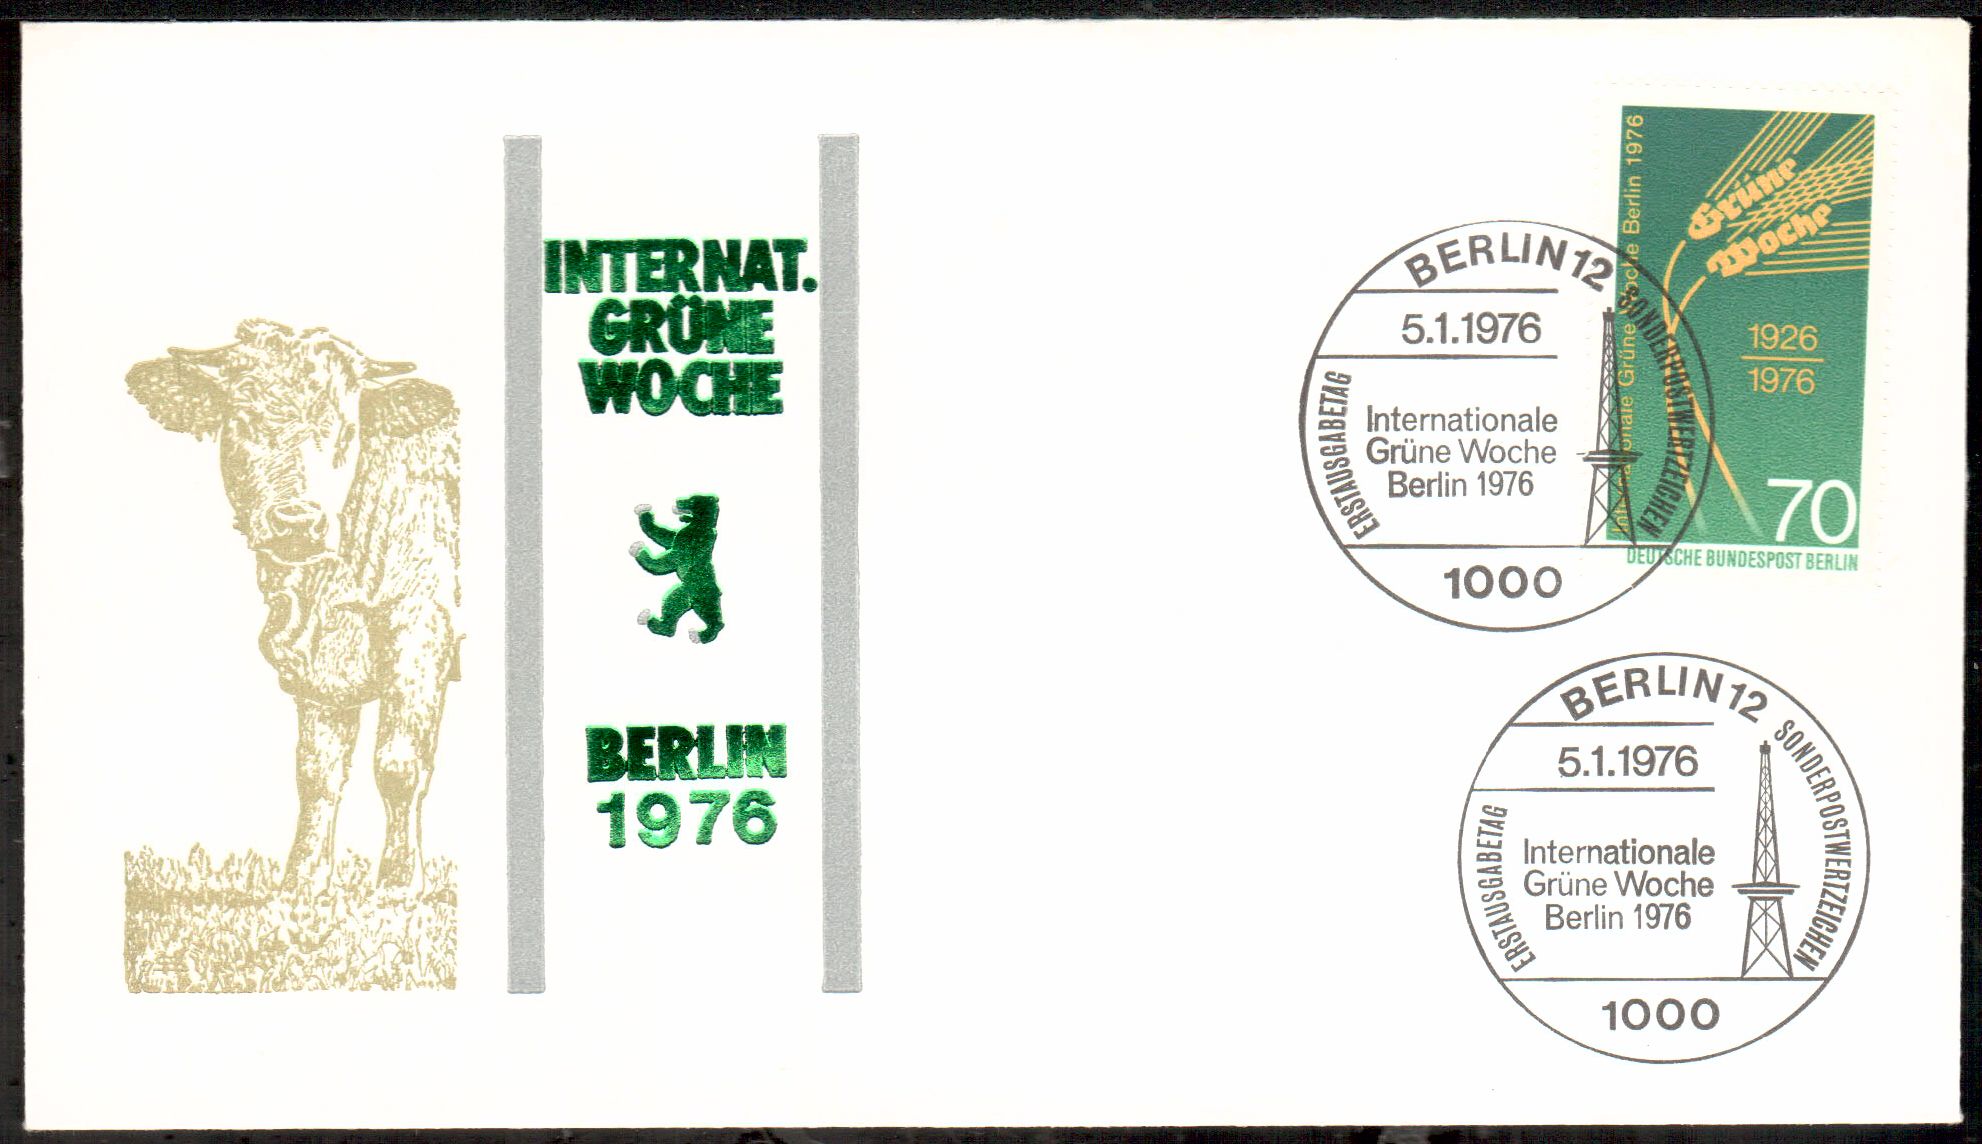 INTERNAT.
GRÜNE
WOCHE
BERLIN
1976
Internationale Grüne Woche Berlin 1976
Grüne
Woche
1926
1976
70
DEUTSCHE BUNDESPOST BERLIN
BERLIN 12
5.1.1976
ERSTAUSGABETAG
SONDERPOSTWERTZEICHEN
Internationale
Grüne Woche
Berlin 1976
1000
BERLIN 12
5.1.1976
ERSTAUSGABETAG
SONDERPOSTWERTZEICHEN
Internationale
Grüne Woche
Berlin 1976
1000